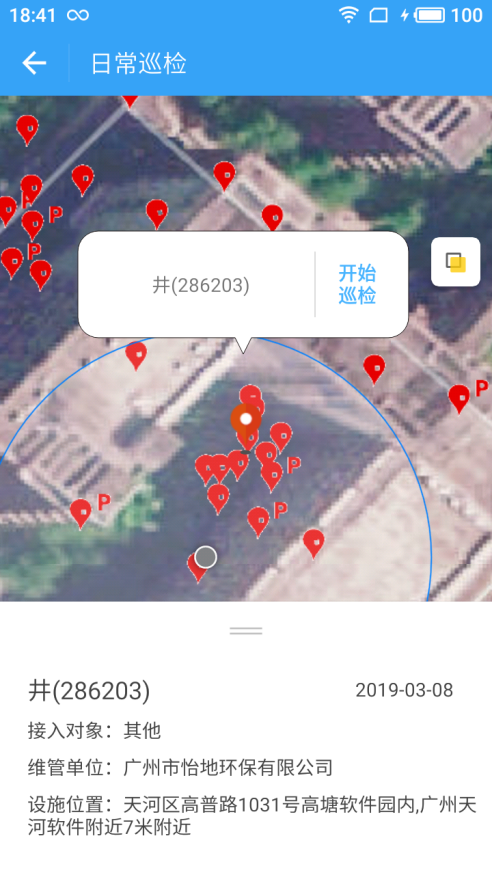 18:41 100
日常巡检
P
P
井(286203)
开始
巡检
P
P
P
P
井(286203)
2019-03-08
接入对象：其他
维管单位：广州市怡地环保有限公司
设施位置：天河区高普路1031号高塘软件园内,广州天
河软件附近7米附近